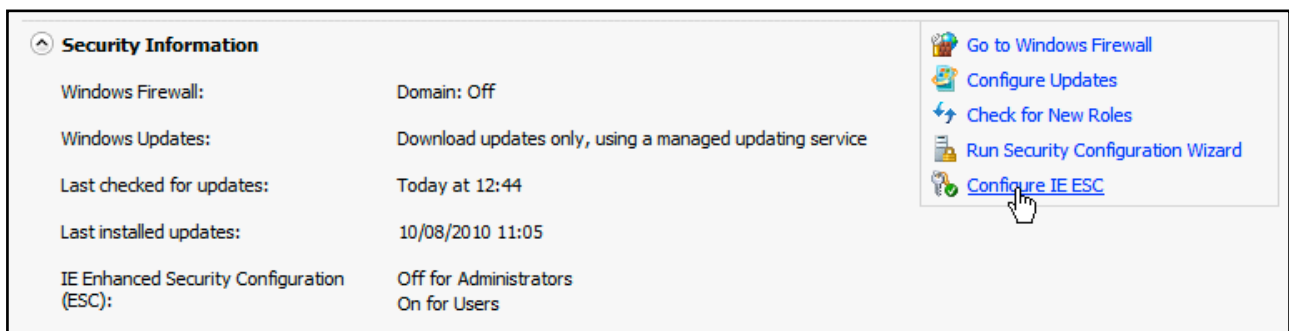 Security Information
Windows Firewall: Domain: Off
Windows Updates: Download updates only, using a managed updating service
Last checked for updates: Today at 12:44
Last installed updates: 10/08/2010 11:05
IE Enhanced Security Configuration (ESC): Off for Administrators
On for Users
Go to Windows Firewall
Configure Updates
Check for New Roles
Run Security Configuration Wizard
Configure IE ESC